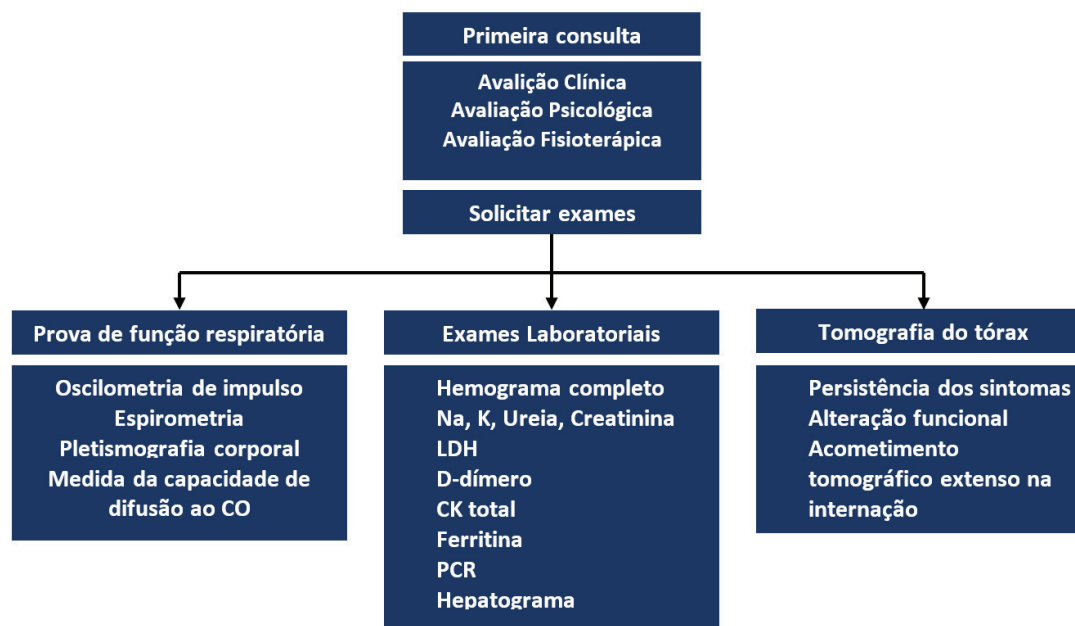 Primeira consulta
Avalição Clínica
Avaliação Psicológica
Avaliação Fisioterápica
Solicitar exames
Prova de função respiratória
Oscilometria de impulso
Espirometria
Pletismografia corporal
Medida da capacidade de
difusão ao CO
Exames Laboratoriais
Hemograma completo
Na, K, Ureia, Creatinina
LDH
D-dímero
CK total
Ferritina
PCR
Hepatograma
Tomografia do tórax
Persistência dos sintomas
Alteração funcional
Acometimento
tomográfico extenso na
internação